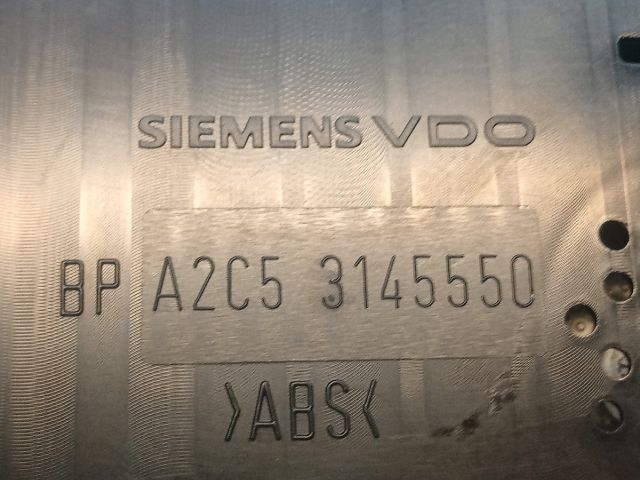 SIEMENS VDO
BP A2C5 3145550
>ABS<